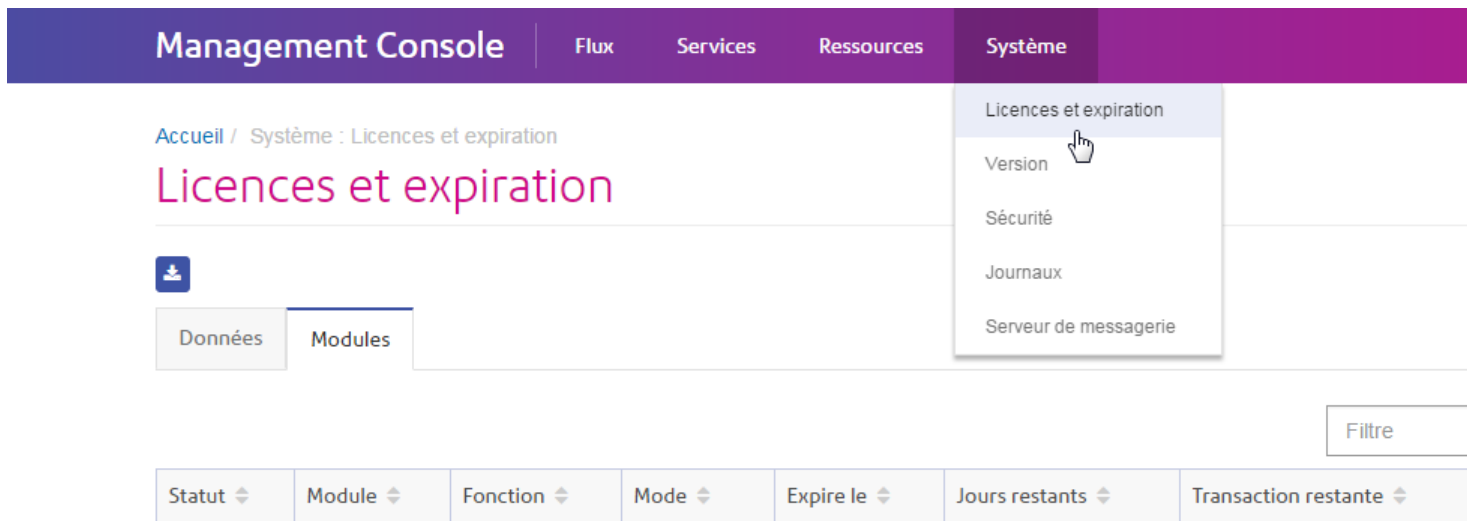 Management Console Flux Services Ressources Système
Licences et expiration
Version
Sécurité
Journaux
Serveur de messagerie
Accueil / Système : Licences et expiration
Licences et expiration
Données Modules
Filtre
Statut Module Fonction Mode Expire le Jours restants Transaction restante